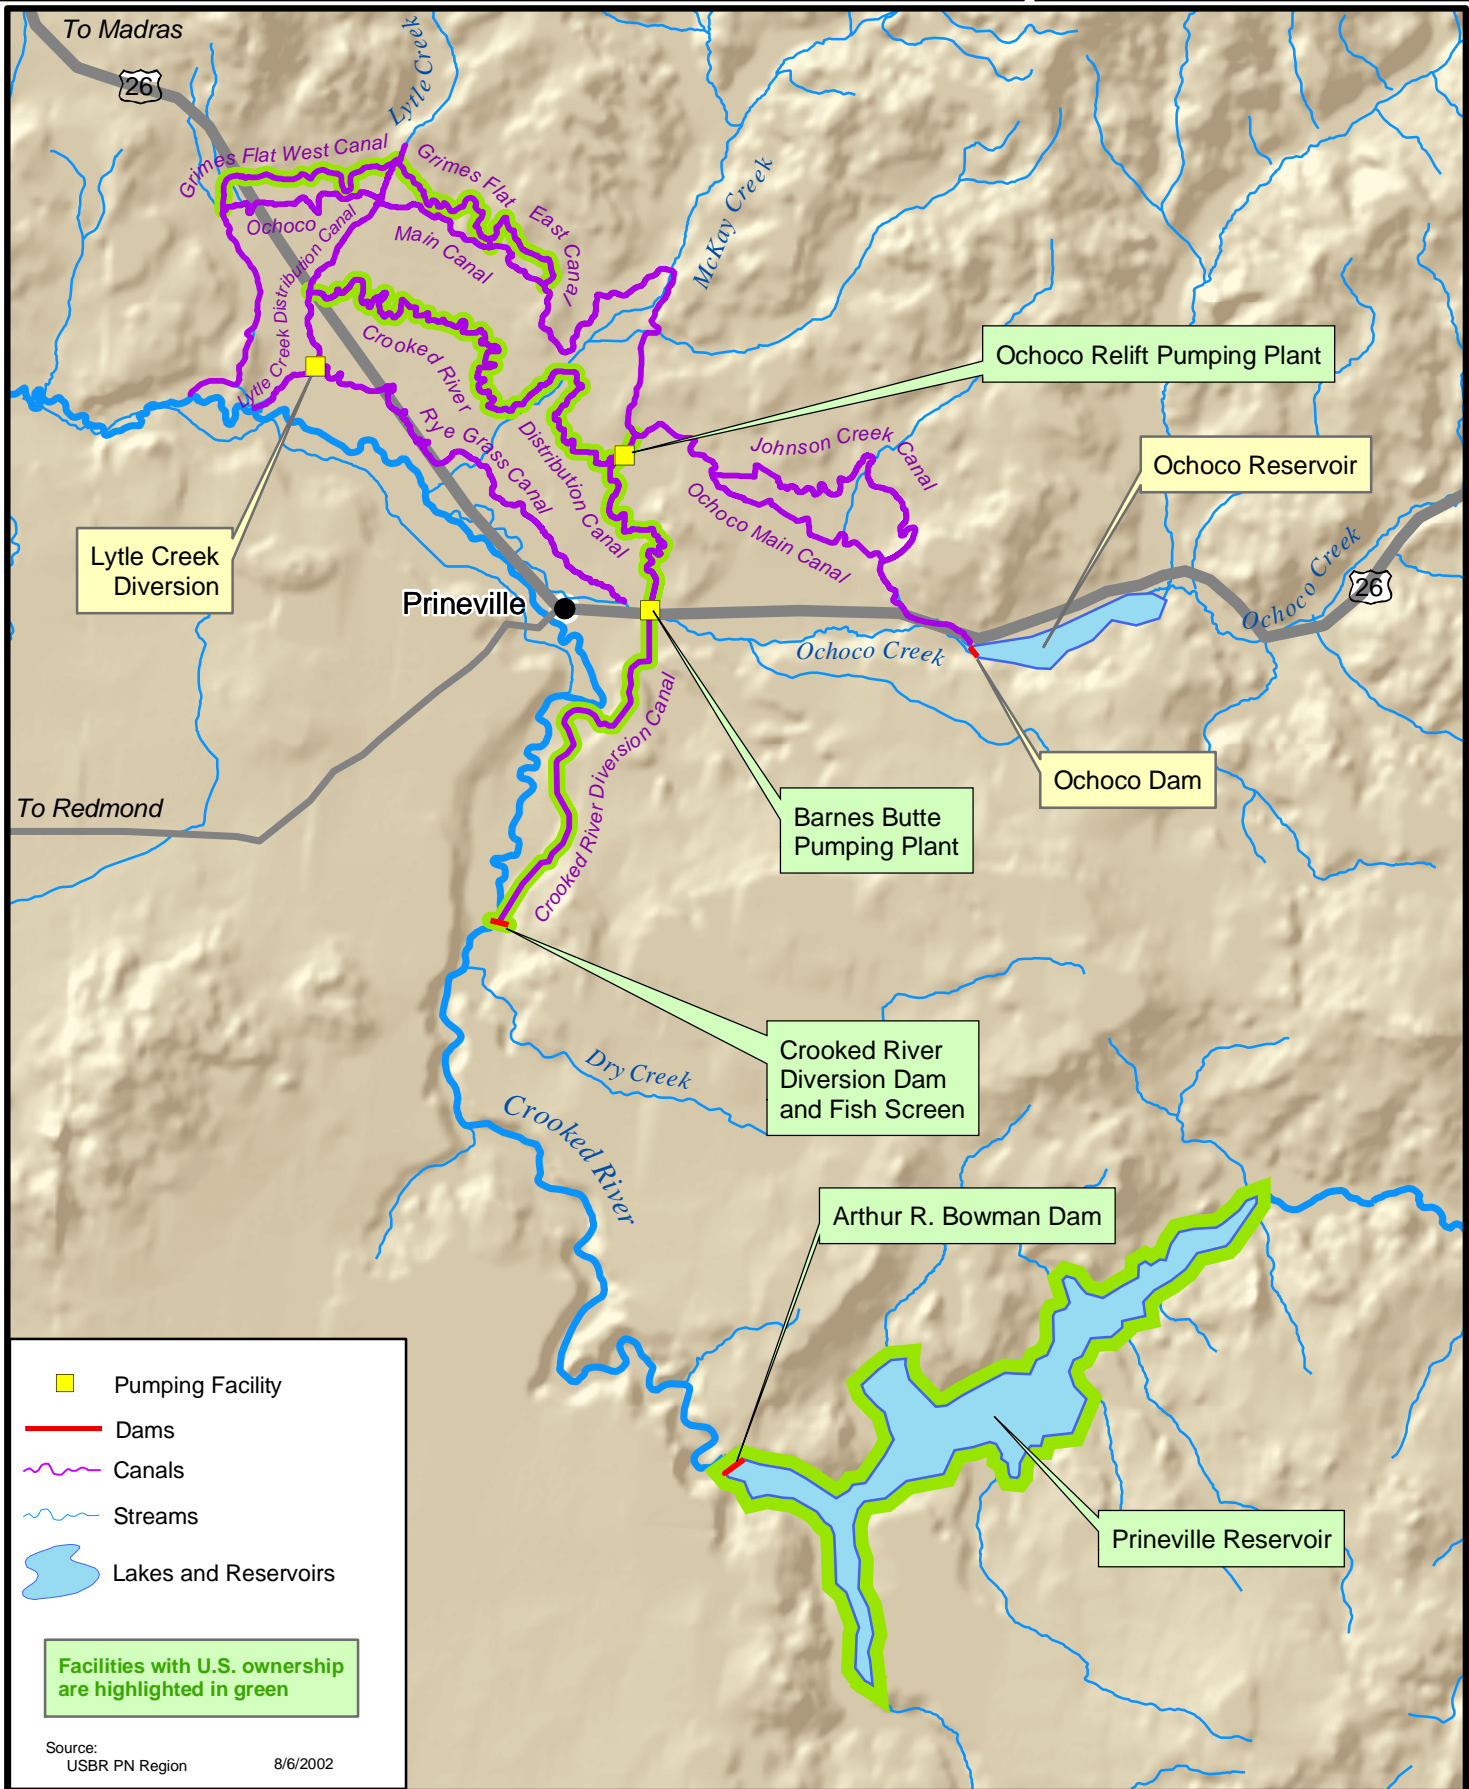 To Madras
26
Lytle Creek
Grimes Flat West Canal
Grimes Flat East Canal
McKay Creek
Ochoco Main Canal
Lytle Creek Distribution Canal
Crooked River Distribution Canal
Rye Grass Canal
Ochoco Relift Pumping Plant
Johnson Creek Canal
Ochoco Reservoir
Ochoco Main Canal
Lytle Creek
Diversion
Prineville
Ochoco Creek
26
Ochoco Creek
Crooked River Diversion Canal
Ochoco Dam
To Redmond
Barnes Butte
Pumping Plant
Crooked River
Diversion Dam
and Fish Screen
Dry Creek
Crooked River
Arthur R. Bowman Dam
Prineville Reservoir
Pumping Facility
Dams
Canals
Streams
Lakes and Reservoirs
Facilities with U.S. ownership
are highlighted in green
Source:
USBR PN Region 8/6/2002